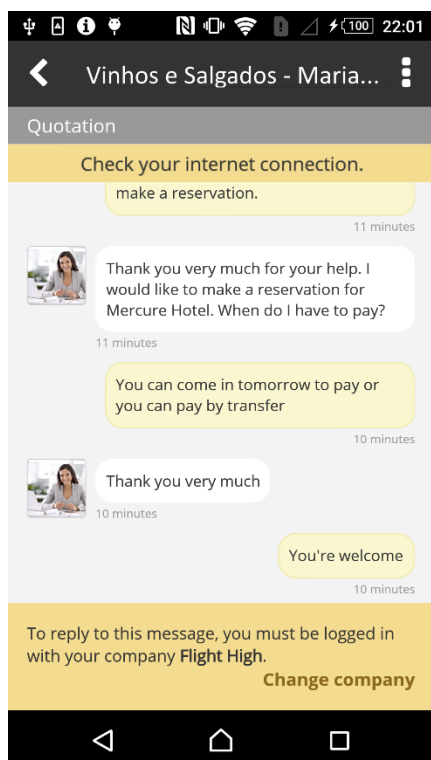 100 22:01
Vinhos e Salgados - Maria...
Quotation
Check your internet connection.
make a reservation.
11 minutes
Thank you very much for your help. I
would like to make a reservation for
Mercure Hotel. When do I have to pay?
11 minutes
You can come in tomorrow to pay or
you can pay by transfer
10 minutes
Thank you very much
10 minutes
You're welcome
10 minutes
To reply to this message, you must be logged in
with your company Flight High.
Change company